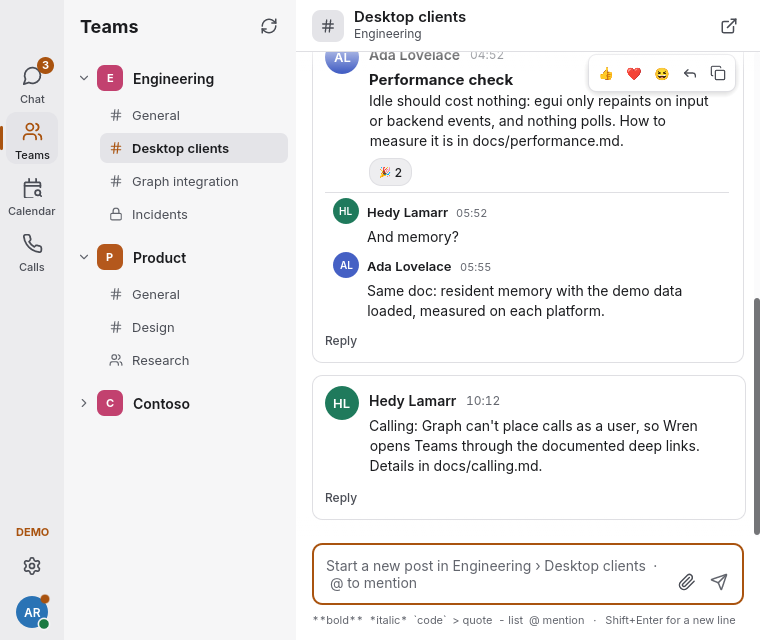 3
Chat
Teams
Calendar
Calls
DEMO
AR
Teams
E Engineering
General
Desktop clients
Graph integration
Incidents
P Product
General
Design
Research
C Contoso
Desktop clients
Engineering
AL Ada Lovelace 04:52
Performance check
Idle should cost nothing: egui only repaints on input
or backend events, and nothing polls. How to
measure it is in docs/performance.md.
🎉 2
HL Hedy Lamarr 05:52
And memory?
AL Ada Lovelace 05:55
Same doc: resident memory with the demo data
loaded, measured on each platform.
Reply
HL Hedy Lamarr 10:12
Calling: Graph can't place calls as a user, so Wren
opens Teams through the documented deep links.
Details in docs/calling.md.
Reply
Start a new post in Engineering › Desktop clients ·
@ to mention
**bold** *italic* `code` > quote - list @ mention · Shift+Enter for a new line